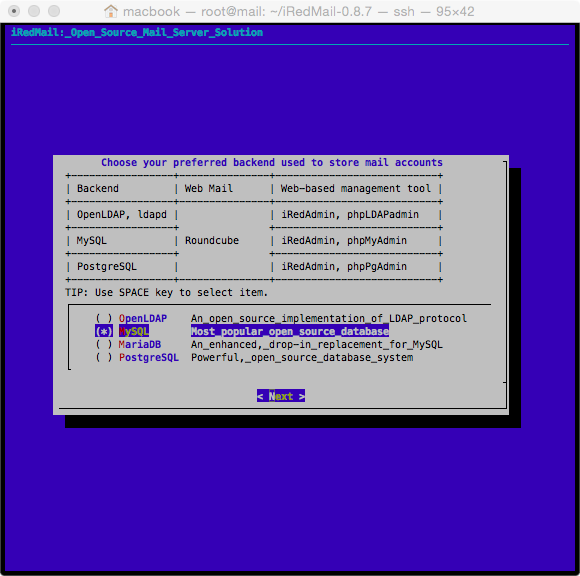 macbook — root@mail: ~/iRedMail-0.8.7 — ssh — 95×42
iRedMail:_Open_Source_Mail_Server_Solution
Choose your preferred backend used to store mail accounts
+------------------+---------------+---------------------------+
| Backend          | Web Mail      | Web-based management tool |
+------------------+---------------+---------------------------+
| OpenLDAP, ldapd  |               | iRedAdmin, phpLDAPadmin   |
+------------------+               +---------------------------+
| MySQL            | Roundcube     | iRedAdmin, phpMyAdmin     |
+------------------+               +---------------------------+
| PostgreSQL       |               | iRedAdmin, phpPgAdmin     |
+------------------+---------------+---------------------------+
TIP: Use SPACE key to select item.
( ) OpenLDAP    An_open_source_implementation_of_LDAP_protocol
(*) MySQL       Most_popular_open_source_database
( ) MariaDB     An_enhanced,_drop-in_replacement_for_MySQL
( ) PostgreSQL  Powerful,_open_source_database_system
< Next >